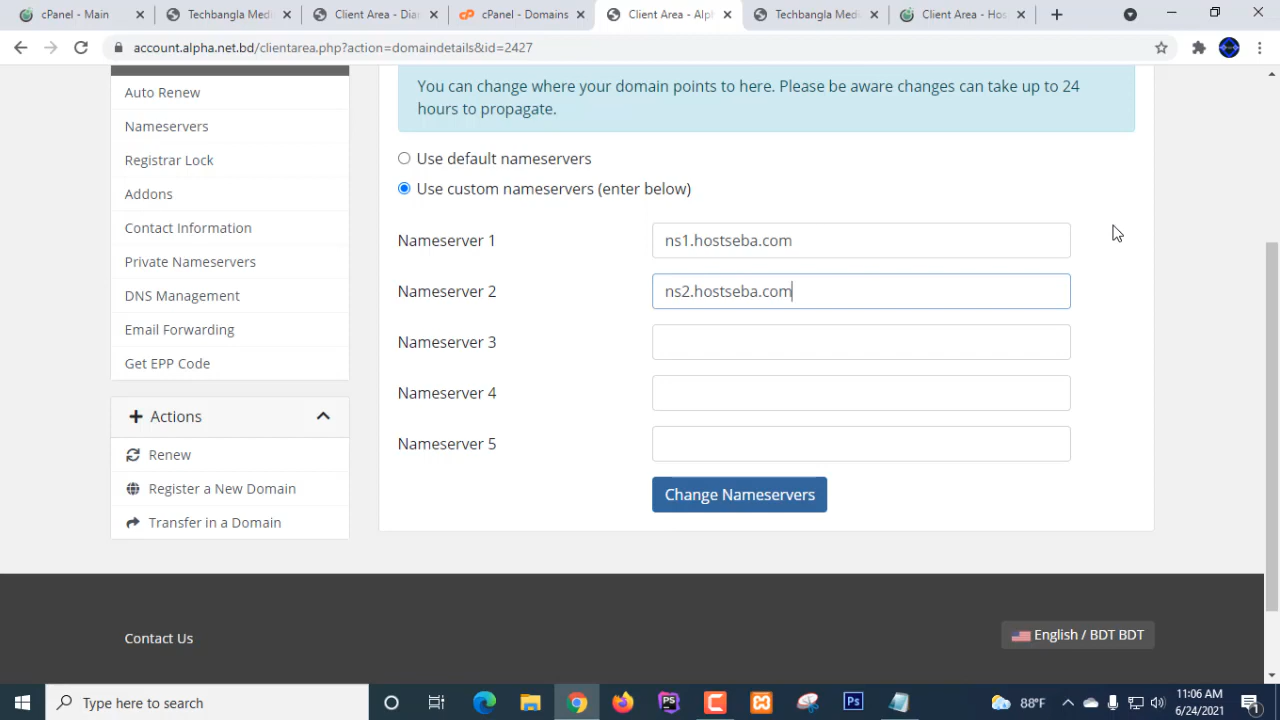 cPanel - Main
Techbangla Med
Client Area - Dia
cPanel - Domains
Client Area - Alp
Techbangla Med
Client Area - Hos
account.alpha.net.bd/clientarea.php?action=domaindetails&id=2427
Auto Renew
Nameservers
Registrar Lock
Addons
Contact Information
Private Nameservers
DNS Management
Email Forwarding
Get EPP Code
Actions
Renew
Register a New Domain
Transfer in a Domain
You can change where your domain points to here. Please be aware changes can take up to 24
hours to propagate.
Use default nameservers
Use custom nameservers (enter below)
Nameserver 1
ns1.hostseba.com
Nameserver 2
ns2.hostseba.com
Nameserver 3
Nameserver 4
Nameserver 5
Change Nameservers
Contact Us
English / BDT BDT
Type here to search
Ps
88°F
11:06 AM
6/24/2021
1